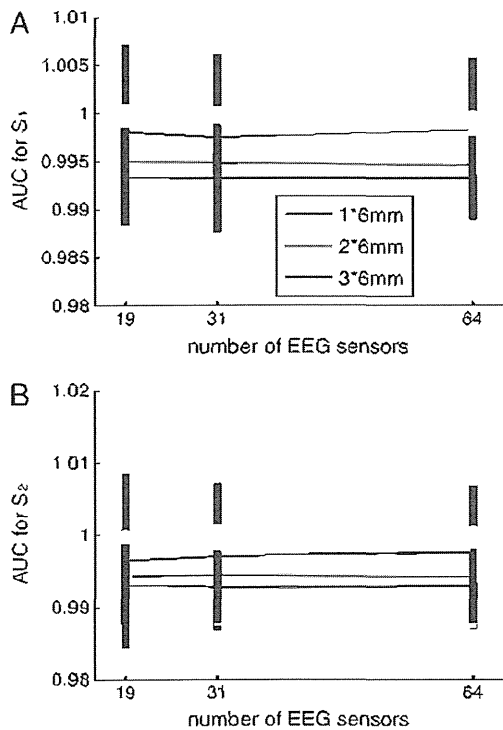 A
1.01
1.005
1
0.995
0.99
0.985
0.98
AUC for S₁
1*6mm
2*6mm
3*6mm
19
31
64
number of EEG sensors
B
1.02
1.01
1
0.99
0.98
AUC for S₂
19
31
64
number of EEG sensors